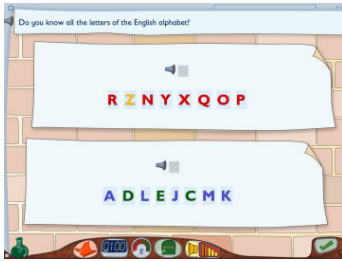 Do you know all the letters of the English alphabet?
R Z N Y X Q O P
A D L E J C M K